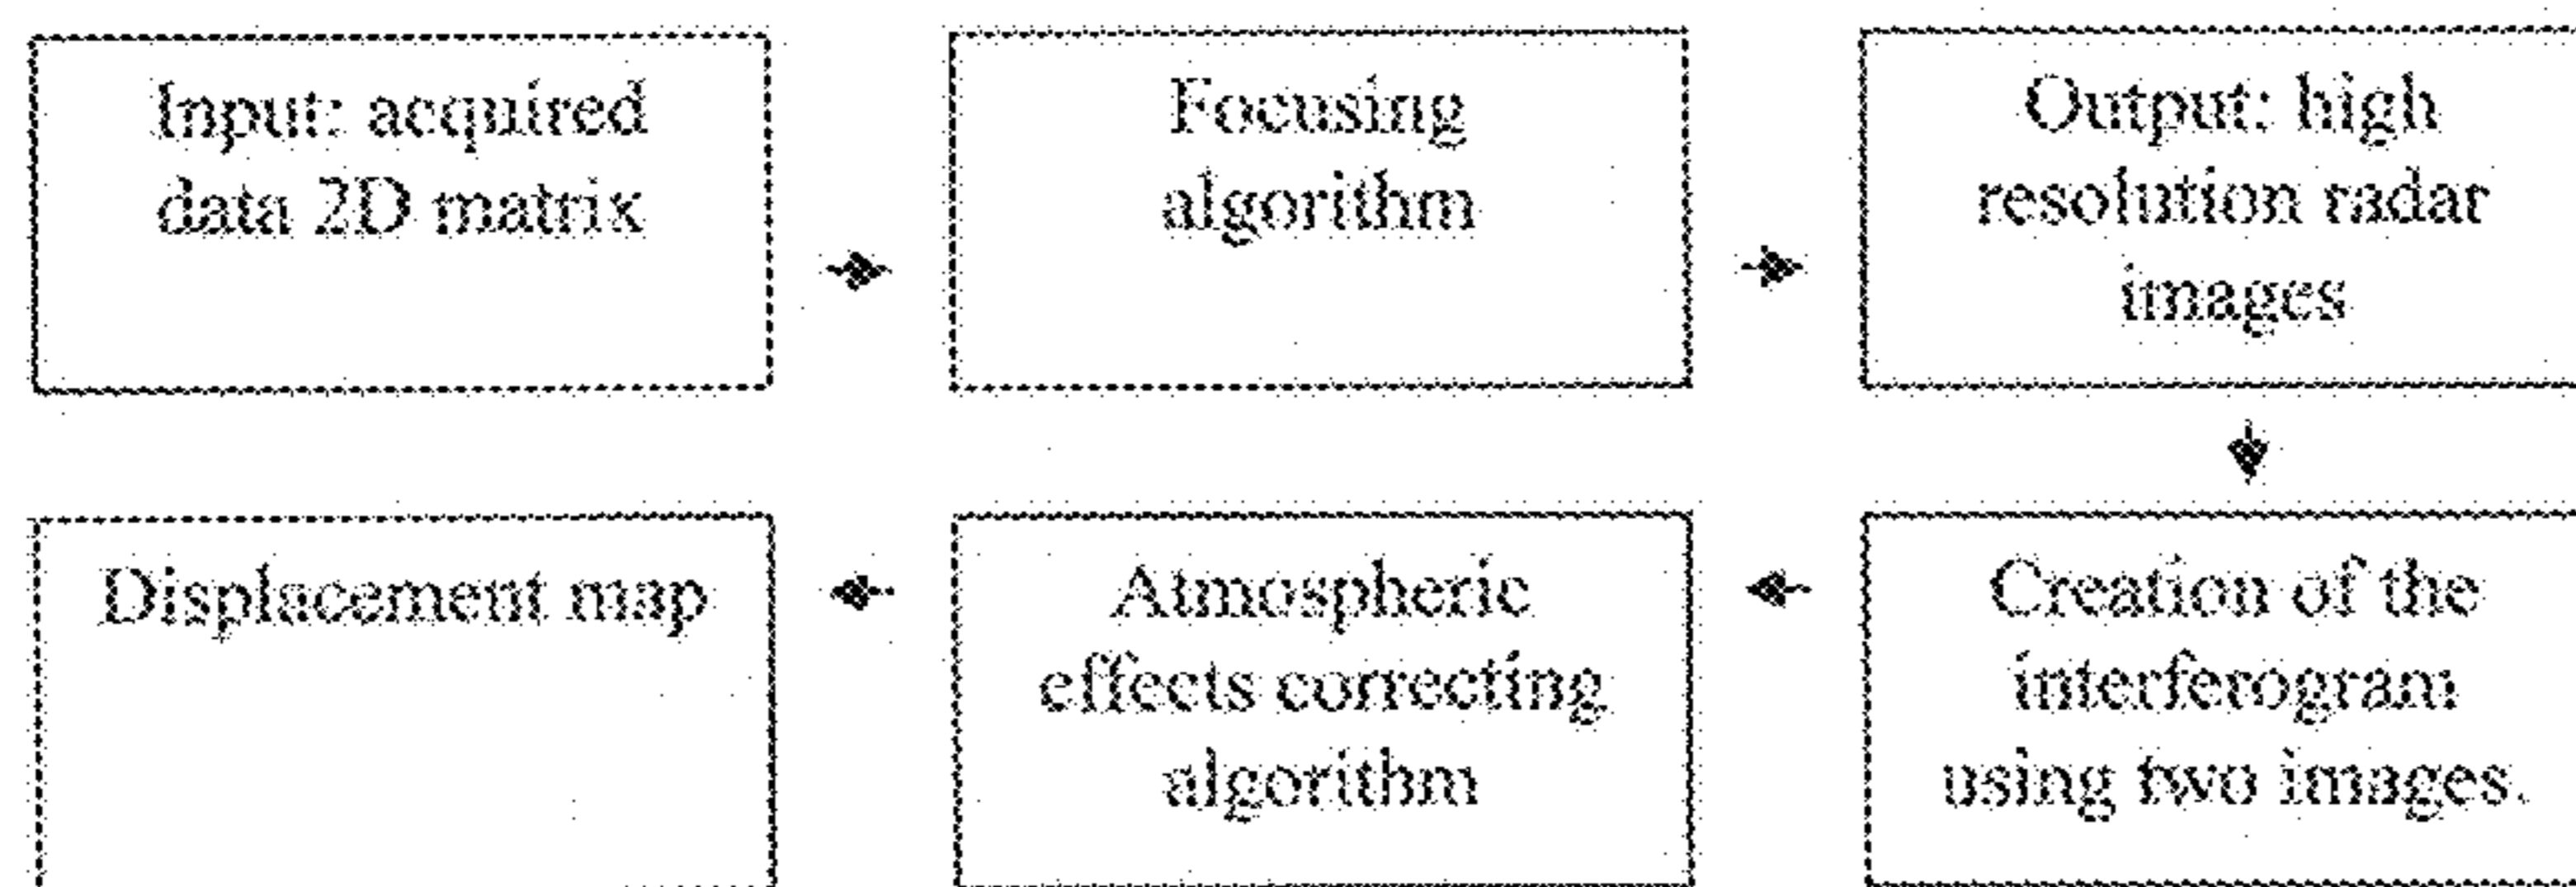 Input: acquired
data 2D matrix
Focusing
algorithm
Output: high
resolution radar
images
Displacement map
Atmospheric
effects correcting
algorithm
Creation of the
interferogram
using two images.